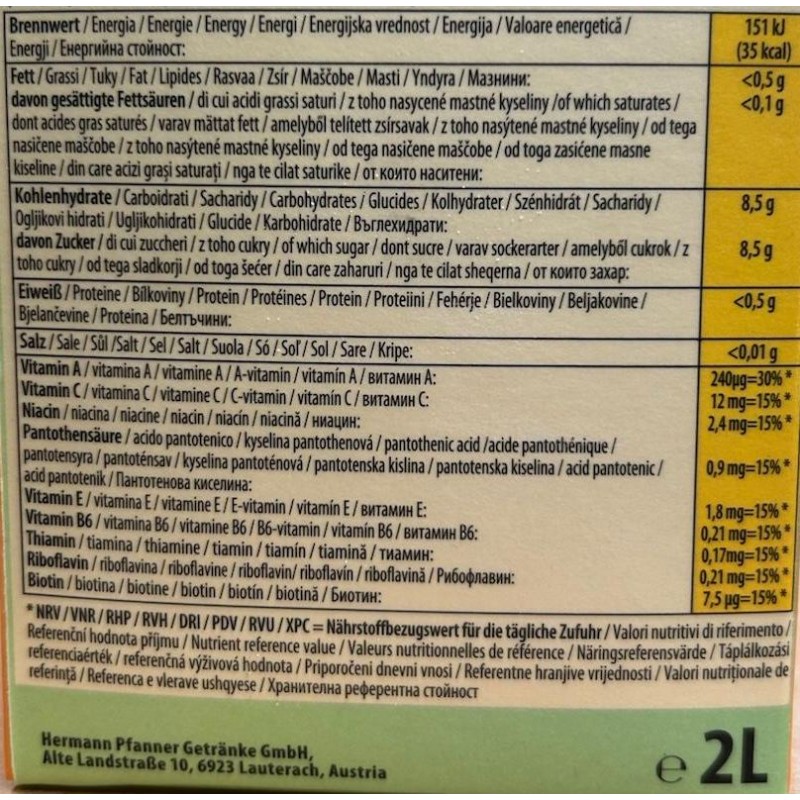 Brennwert / Energia / Energie / Energy / Energi / Energijska vrednost / Energija / Valoare energetică / 151 kJ
Energji / Енергийна стойност: (35 kcal)
Fett / Grassi / Tuky / Fat / Lipides / Rasvaa / Zsír / Maščobe / Masti / Yndyra / Мазнини: <0,5 g
davon gesättigte Fettsäuren / di cui acidi grassi saturi / z toho nasycené mastné kyseliny /of which saturates / <0,1 g
dont acides gras saturés / varav mättat fett / amelyből telített zsírsavak / z toho nasýtené mastné kyseliny / od tega
nasičene maščobe / z toho nasýtené mastné kyseliny / od tega nasičene maščobe / od toga zasićene masne
kiseline / din care acizi grași saturați / nga te cilat saturike / от които наситени:
Kohlenhydrate / Carboidrati / Sacharidy / Carbohydrates / Glucides / Kolhydrater / Szénhidrát / Sacharidy / 8,5 g
Ogljikovi hidrati / Ugljikohidrati / Glucide / Karbohidrate / Въглехидрати:
davon Zucker / di cui zuccheri / z toho cukry / of which sugar / dont sucre / varav sockerarter / amelyből cukrok / z 8,5 g
toho cukry / od tega sladkorji / od toga šećer / din care zaharuri / nga te cilat sheqerna / от които захар:
Eiweiß / Proteine / Bílkoviny / Protein / Protéines / Protein / Proteiini / Fehérje / Bielkoviny / Beljakovine / <0,5 g
Bjelančevine / Proteina / Белтъчини:
Salz / Sale / Sůl /Salt / Sel / Salt / Suola / Só / Soľ / Sol / Sare / Kripe: <0,01 g
Vitamin A / vitamina A / vitamine A / A-vitamin / vitamín A / витамин A: 240µg=30% *
Vitamin C / vitamina C / vitamine C / C-vitamin / vitamín C / витамин C: 12 mg=15% *
Niacin / niacina / niacine / niacin / niacín / niacină / ниацин: 2,4 mg=15% *
Pantothensäure / acido pantotenico / kyselina pantothenová / pantothenic acid /acide pantothénique /
pantotensyra / pantoténsav / kyselina pantoténová / pantotenska kislina / pantotenska kiselina / acid pantotenic / 0,9 mg=15% *
acid pantotenik / Пантотенова киселина:
Vitamin E / vitamina E / vitamine E / E-vitamin / vitamín E / витамин E: 1,8 mg=15% *
Vitamin B6 / vitamina B6 / vitamine B6 / B6-vitamin / vitamín B6 / витамин B6: 0,21 mg=15% *
Thiamin / tiamina / thiamine / tiamin / tiamín / tiamină / тиамин: 0,17mg=15% *
Riboflavin / riboflavina / riboflavine / riboflavin/ riboflavín / riboflavină / Рибофлавин: 0,21 mg=15% *
Biotin / biotina / biotine / biotin / biotín / biotină / Биотин: 7,5 µg=15% *
* NRV / VNR / RHP / RVH / DRI / PDV / RVU / XPC = Nährstoffbezugswert für die tägliche Zufuhr / Valori nutritivi di riferimento /
Referenční hodnota příjmu / Nutrient reference value / Valeurs nutritionnelles de référence / Näringsreferensvärde / Táplálkozási
referenciaérték / referenčná výživová hodnota / Priporočeni dnevni vnosi / Referentne hranjive vrijednosti / Valori nutriționale de
referință / Referenca e vlerave ushqyese / Хранителна референтна стойност
Hermann Pfanner Getränke GmbH,
Alte Landstraße 10, 6923 Lauterach, Austria
℮ 2L